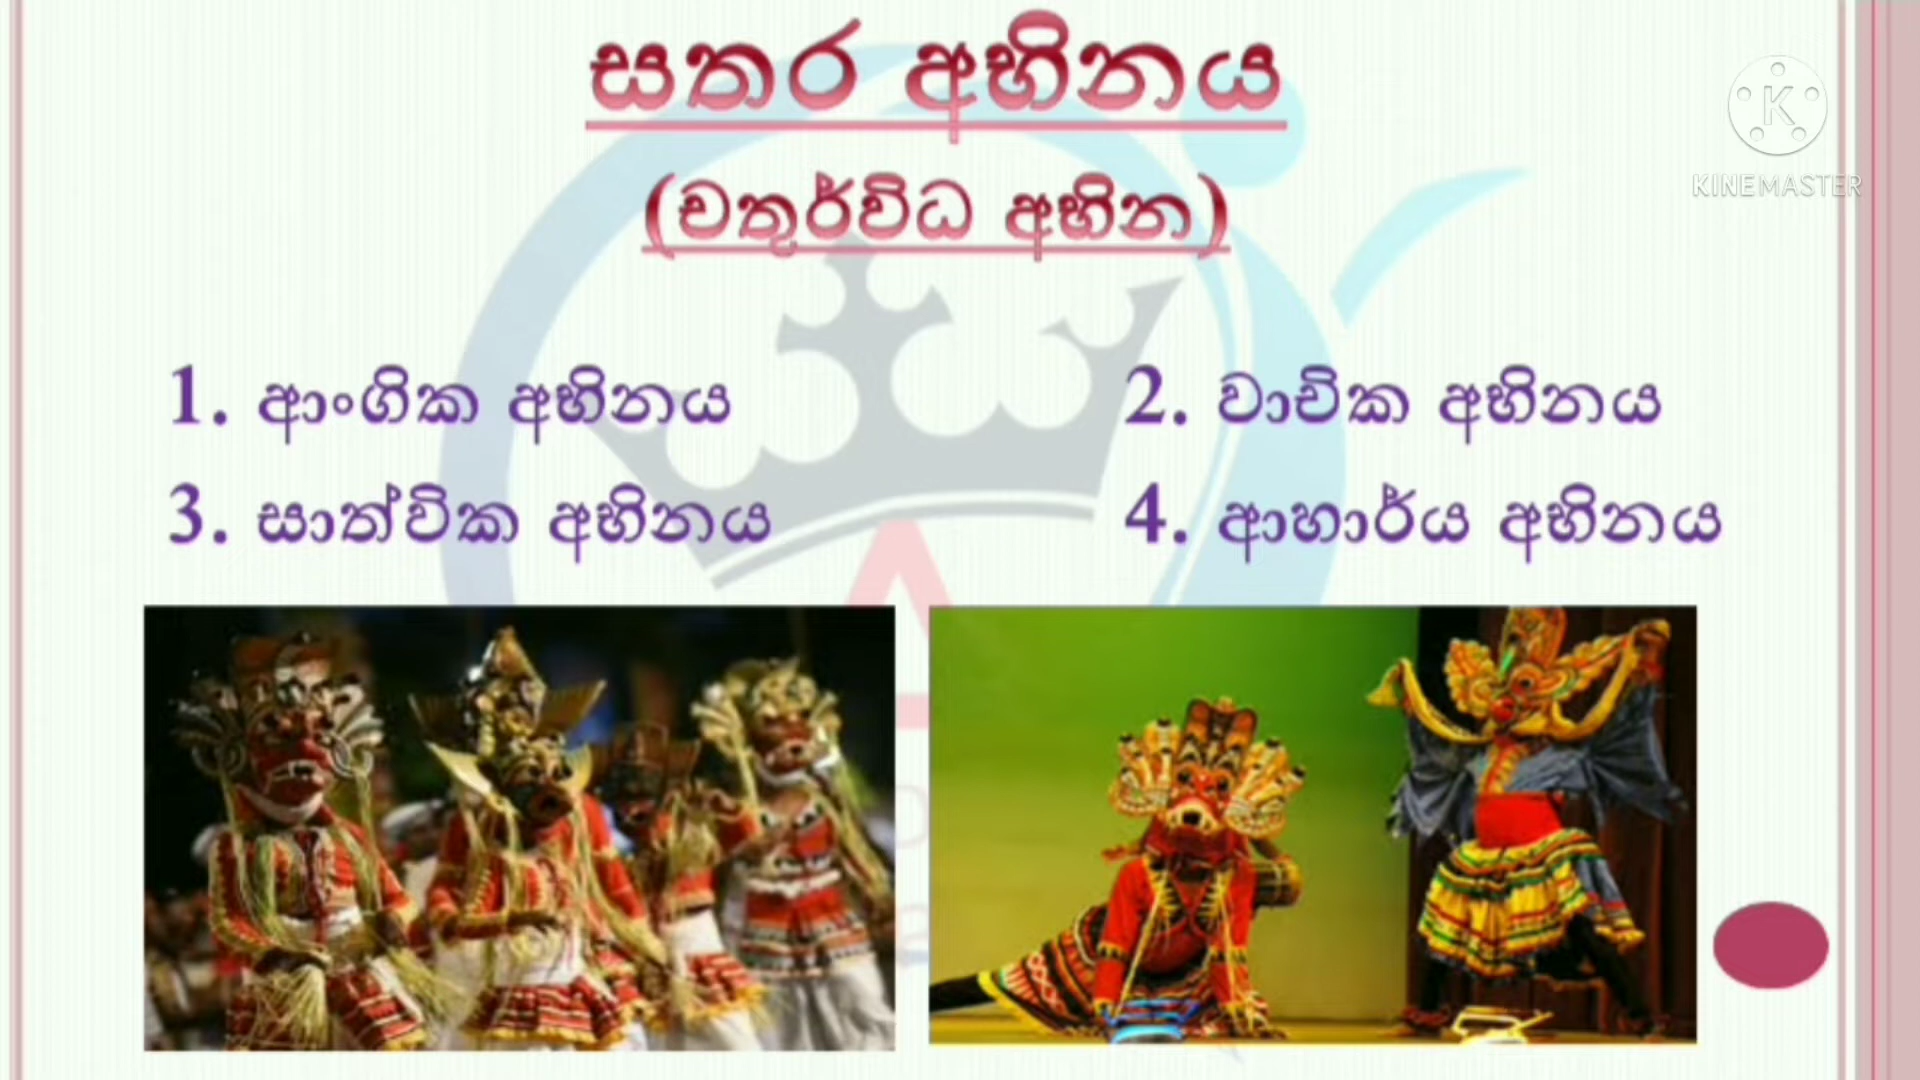 සතර අභිනය
(චතුර්විධ අභින)
K
KINEMASTER
1. ආංගික අභිනය
2. වාචික අභිනය
3. සාත්වික අභිනය
4. ආහාර්ය අභිනය